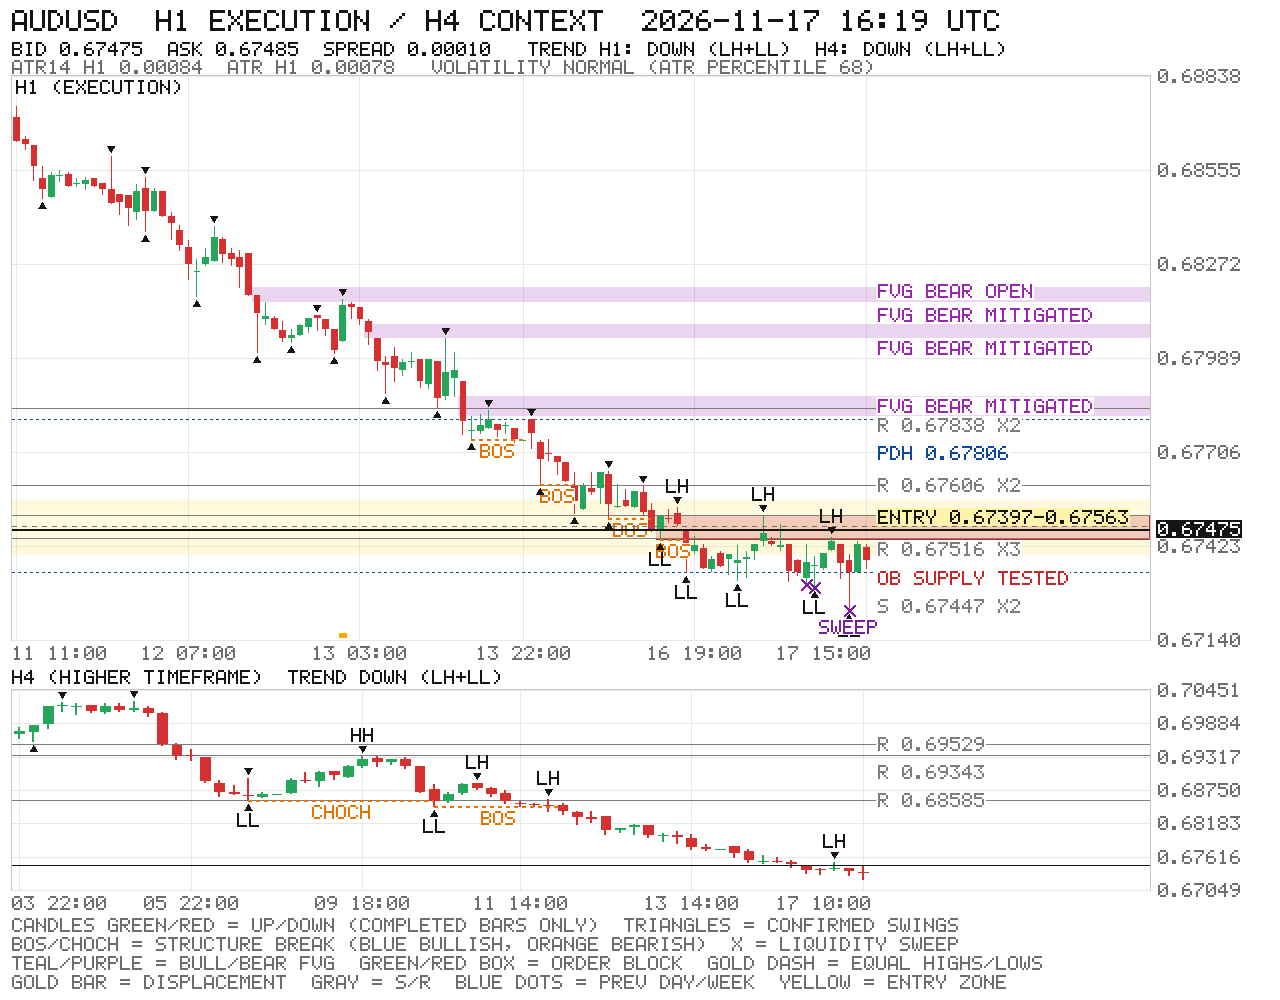 AUDUSD  H1 EXECUTION / H4 CONTEXT  2026-11-17 16:19 UTC
BID 0.67475  ASK 0.67485  SPREAD 0.00010  TREND H1: DOWN (LH+LL)  H4: DOWN (LH+LL)
ATR14 H1 0.00084  ATR H1 0.00078  VOLATILITY NORMAL (ATR PERCENTILE 68)
H1 (EXECUTION)
0.68838
0.68555
0.68272
FVG BEAR OPEN
FVG BEAR MITIGATED
FVG BEAR MITIGATED
0.67989
FVG BEAR MITIGATED
R 0.67838 X2
BOS
PDH 0.67806
0.67706
R 0.67606 X2
LH
BOS
LH
LH
ENTRY 0.67397-0.67563
BOS
0.67475
0.67423
BOS
R 0.67516 X3
LL
OB SUPPLY TESTED
LL
LL
LL
S 0.67447 X2
SWEEP
0.67140
11 11:00  12 07:00  13 03:00  13 22:00  16 19:00  17 15:00
H4 (HIGHER TIMEFRAME)  TREND DOWN (LH+LL)
0.70451
0.69884
HH
R 0.69529
0.69317
LH
R 0.69343
LH
0.68750
R 0.68585
CHOCH
BOS
LL
LL
0.68183
LH
0.67616
0.67049
03 22:00  05 22:00  09 18:00  11 14:00  13 14:00  17 10:00
CANDLES GREEN/RED = UP/DOWN (COMPLETED BARS ONLY)  TRIANGLES = CONFIRMED SWINGS
BOS/CHOCH = STRUCTURE BREAK (BLUE BULLISH, ORANGE BEARISH)  X = LIQUIDITY SWEEP
TEAL/PURPLE = BULL/BEAR FVG  GREEN/RED BOX = ORDER BLOCK  GOLD DASH = EQUAL HIGHS/LOWS
GOLD BAR = DISPLACEMENT  GRAY = S/R  BLUE DOTS = PREV DAY/WEEK  YELLOW = ENTRY ZONE